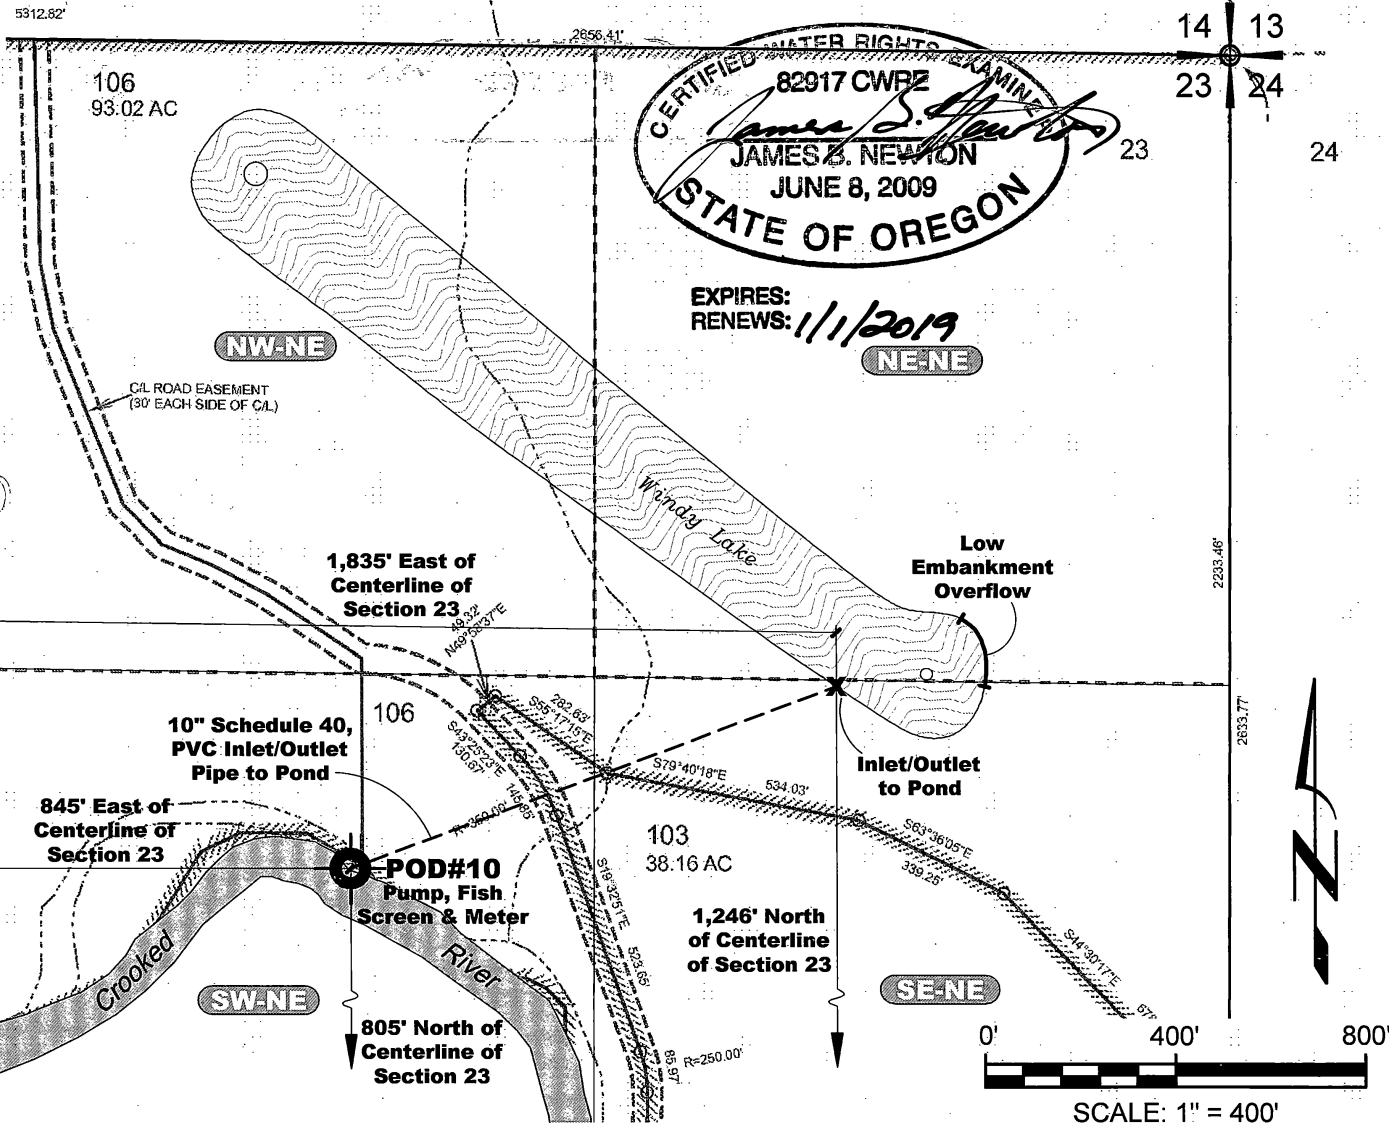 5312.82'
2656.41'
14 13
23 24
106
93.02 AC
CERTIFIED WATER RIGHTS EXAMINER
82917 CWRE
James B. Newton
JAMES B. NEWTON
JUNE 8, 2009
STATE OF OREGON
23
24
EXPIRES:
RENEWS: 1/1/2019
NW-NE
NE-NE
C/L ROAD EASEMENT
(30' EACH SIDE OF C/L)
Windy Lake
Low
Embankment
Overflow
2233.46'
1,835' East of
Centerline of
Section 23
49.32'
N49°58'37"E
2633.77'
106
282.63'
S55°17'15"E
10" Schedule 40,
PVC Inlet/Outlet
Pipe to Pond
S43°25'23"E
130.67'
X
Inlet/Outlet
to Pond
S79°40'18"E
534.03'
845' East of
Centerline of
Section 23
R=350.00'
103
38.16 AC
S63°36'05"E
339.25'
POD#10
Pump, Fish
Screen & Meter
S19°32'51"E
523.65'
1,246' North
of Centerline
of Section 23
S44°30'17"E
Crooked
River
SW-NE
SE-NE
N
805' North of
Centerline of
Section 23
65.97'
R=250.00'
0' 400' 800'
SCALE: 1" = 400'